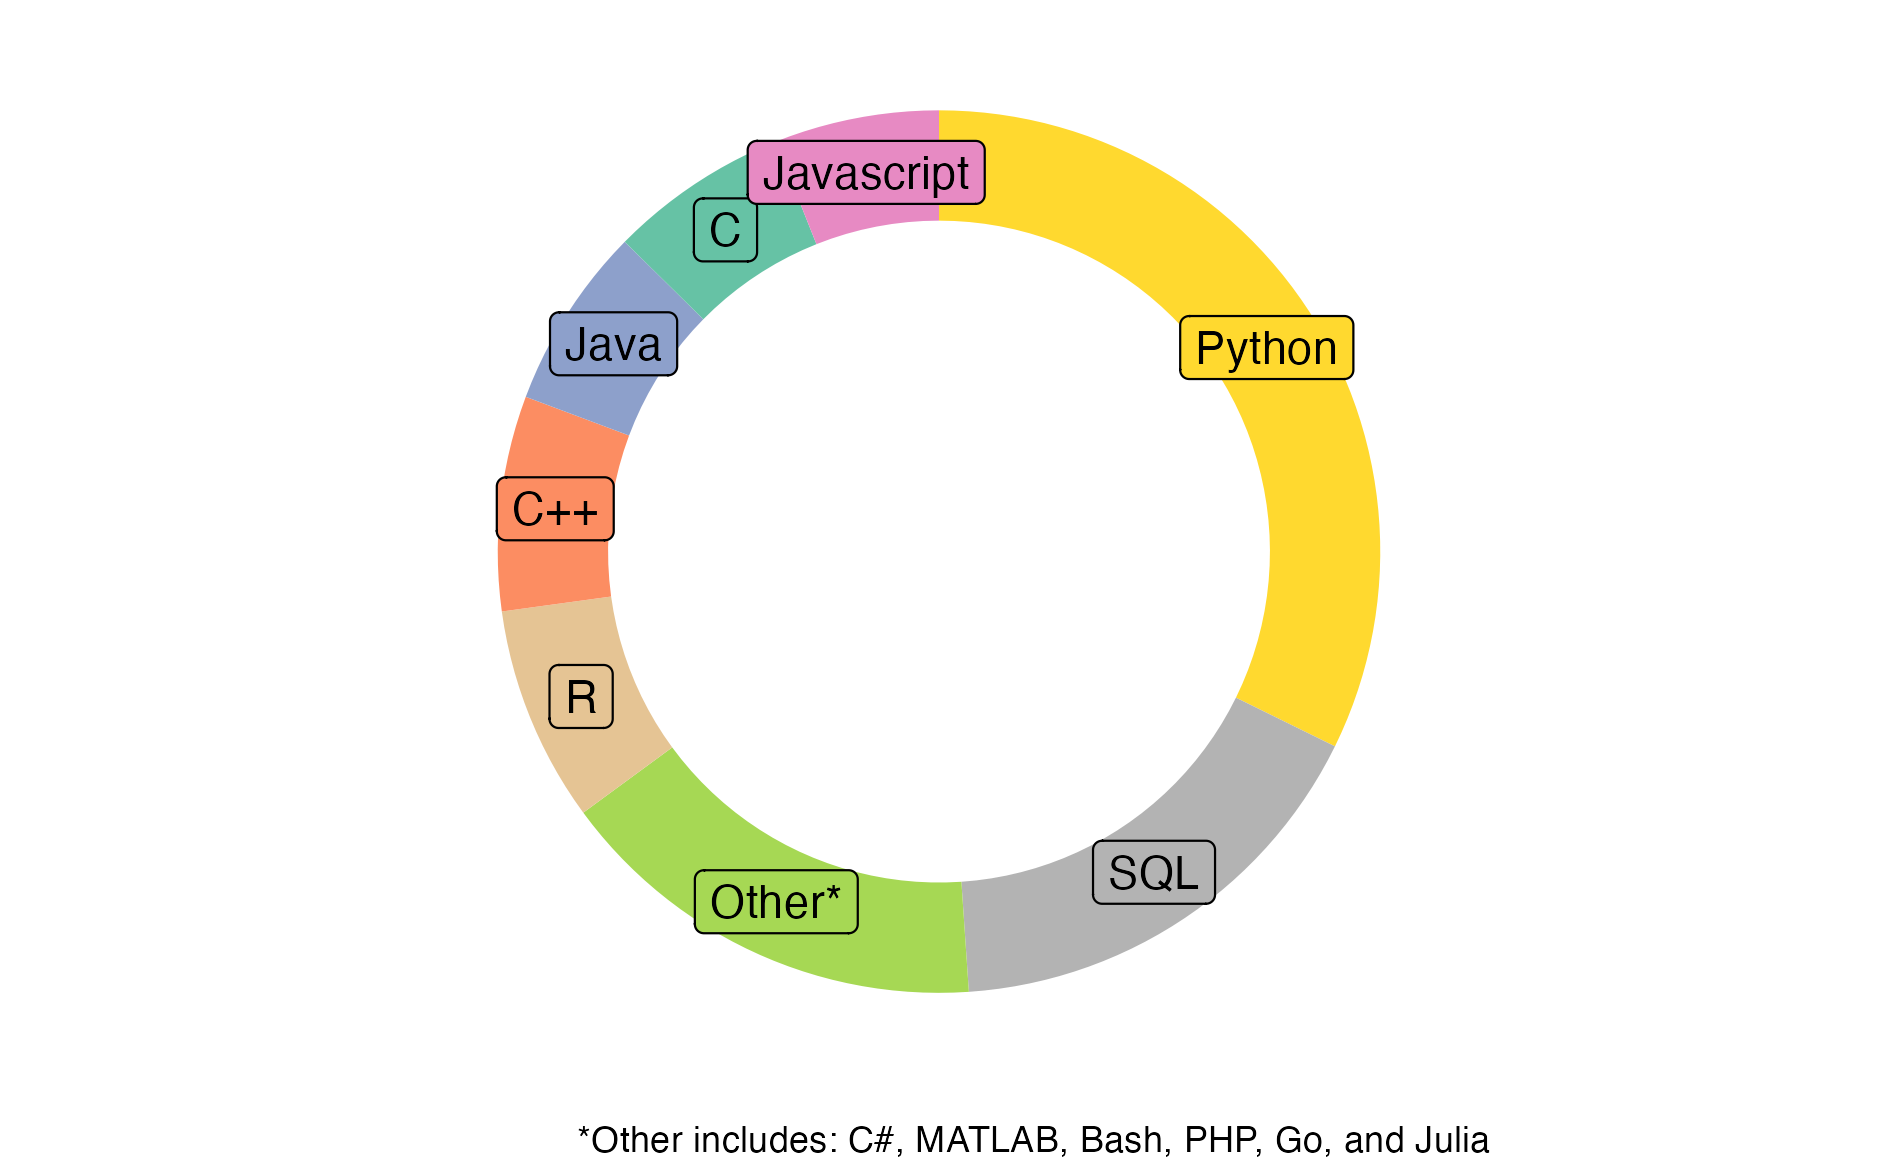 Javascript
C
Java
Python
C++
R
SQL
Other*
*Other includes: C#, MATLAB, Bash, PHP, Go, and Julia